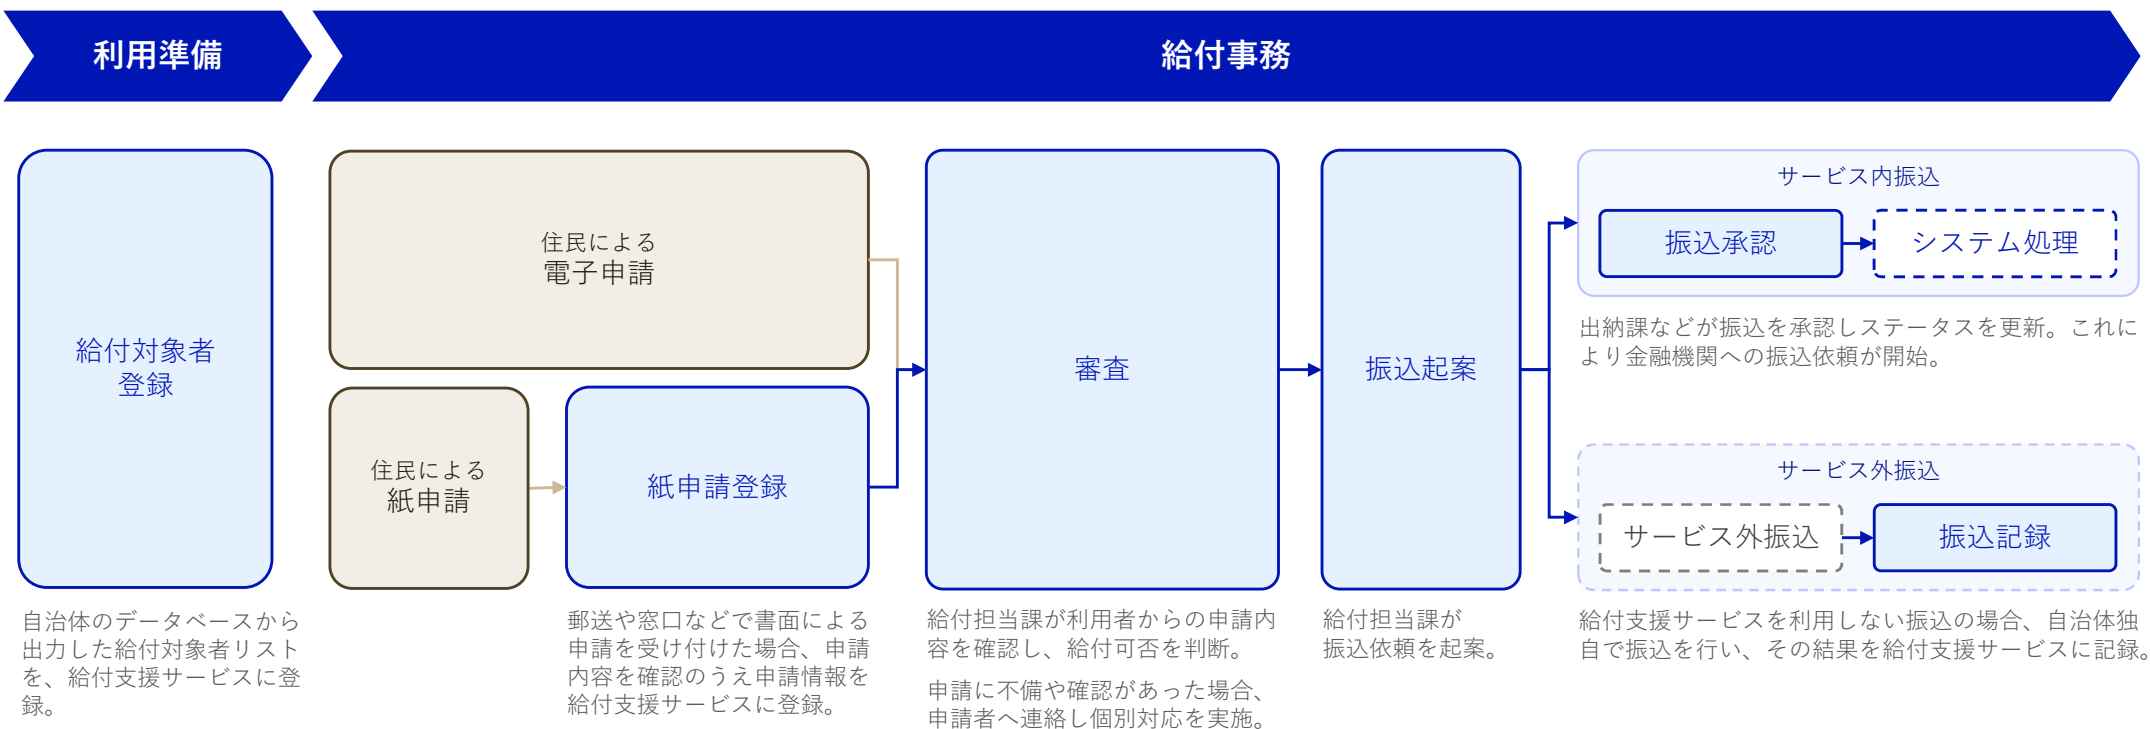 利用準備
給付事務
給付対象者
登録
自治体のデータベースから
出力した給付対象者リスト
を、給付支援サービスに登
録。
住民による
電子申請
住民による
紙申請
紙申請登録
郵送や窓口などで書面による
申請を受け付けた場合、申請
内容を確認のうえ申請情報を
給付支援サービスに登録。
審査
給付担当課が利用者からの申請内
容を確認し、給付可否を判断。
申請に不備や確認があった場合、
申請者へ連絡し個別対応を実施。
振込起案
給付担当課が
振込依頼を起案。
サービス内振込
振込承認
システム処理
出納課などが振込を承認しステータスを更新。これに
より金融機関への振込依頼が開始。
サービス外振込
サービス外振込
振込記録
給付支援サービスを利用しない振込の場合、自治体独
自で振込を行い、その結果を給付支援サービスに記録。